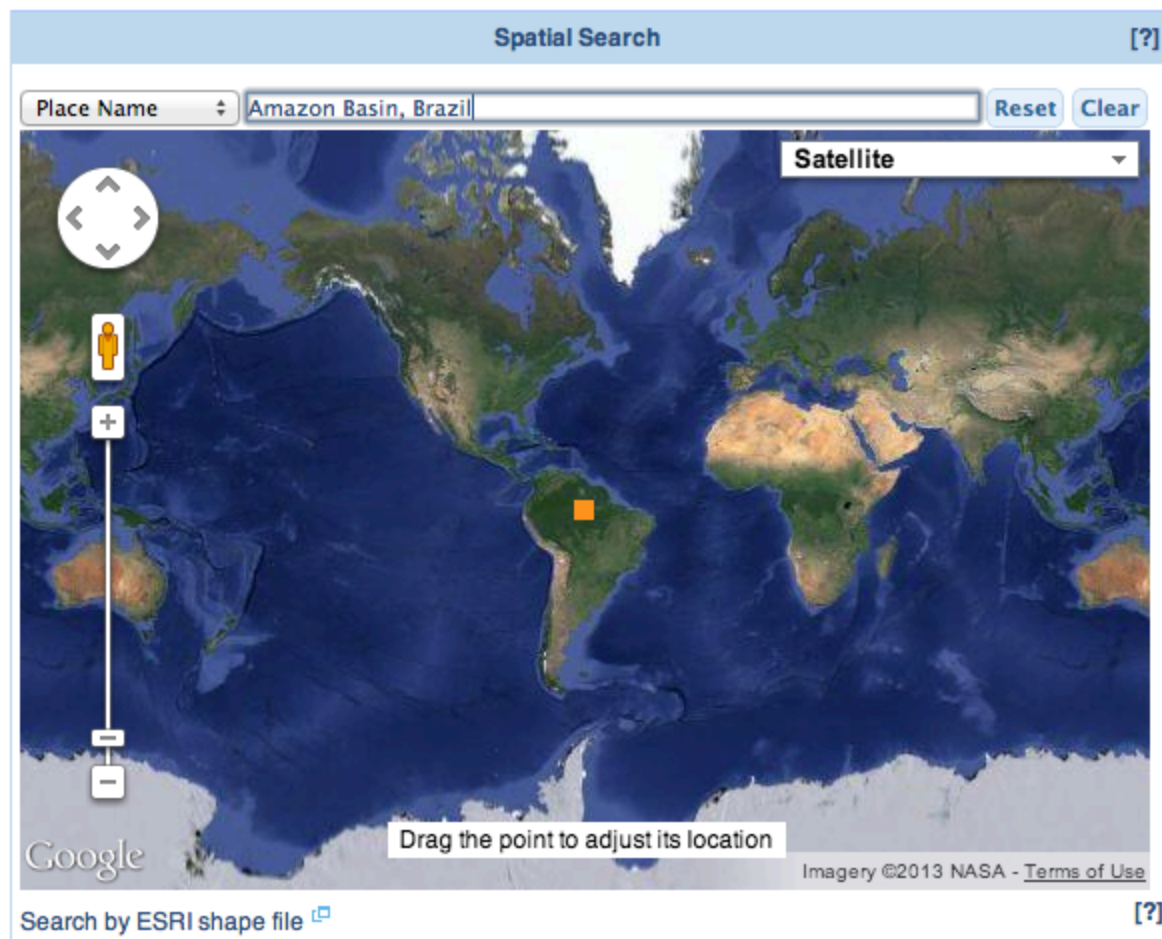 Spatial Search [?]
Place Name Amazon Basin, Brazil Reset Clear
Satellite
Drag the point to adjust its location
Google Imagery ©2013 NASA - Terms of Use
Search by ESRI shape file [?]